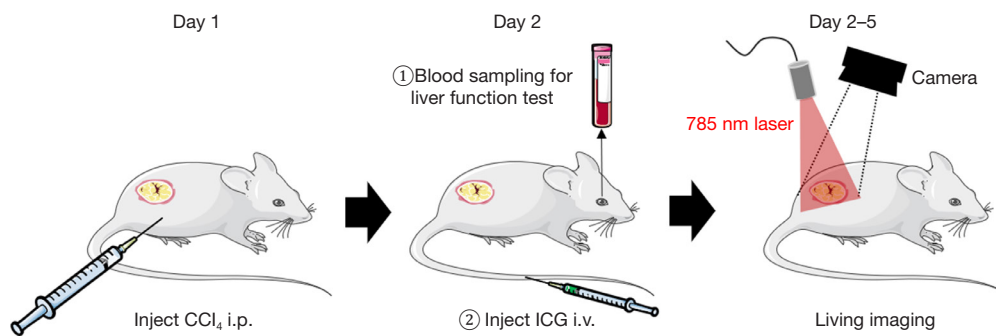 Day 1
Day 2
Day 2–5
①Blood sampling for
liver function test
Camera
785 nm laser
Inject CCl₄ i.p.
② Inject ICG i.v.
Living imaging